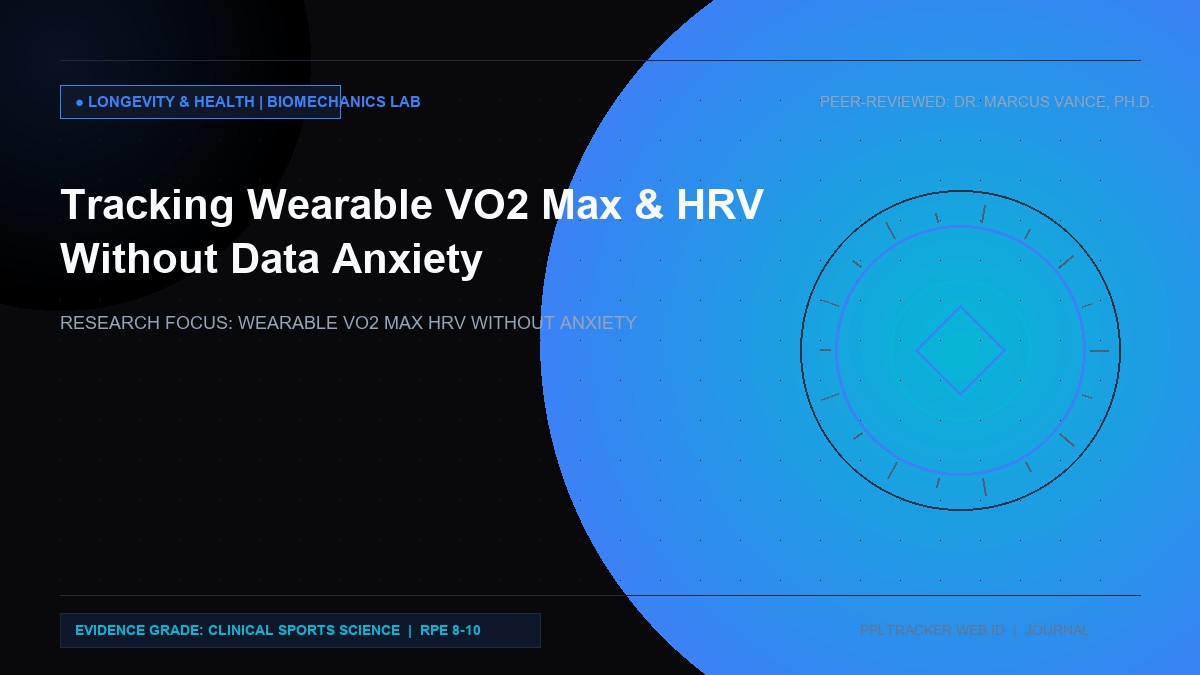 ● LONGEVITY & HEALTH | BIOMECHANICS LAB
PEER-REVIEWED: DR. MARCUS VANCE, PH.D.
Tracking Wearable VO2 Max & HRV
Without Data Anxiety
RESEARCH FOCUS: WEARABLE VO2 MAX HRV WITHOUT ANXIETY
EVIDENCE GRADE: CLINICAL SPORTS SCIENCE | RPE 8-10
PPLTRACKER.WEB.ID | JOURNAL